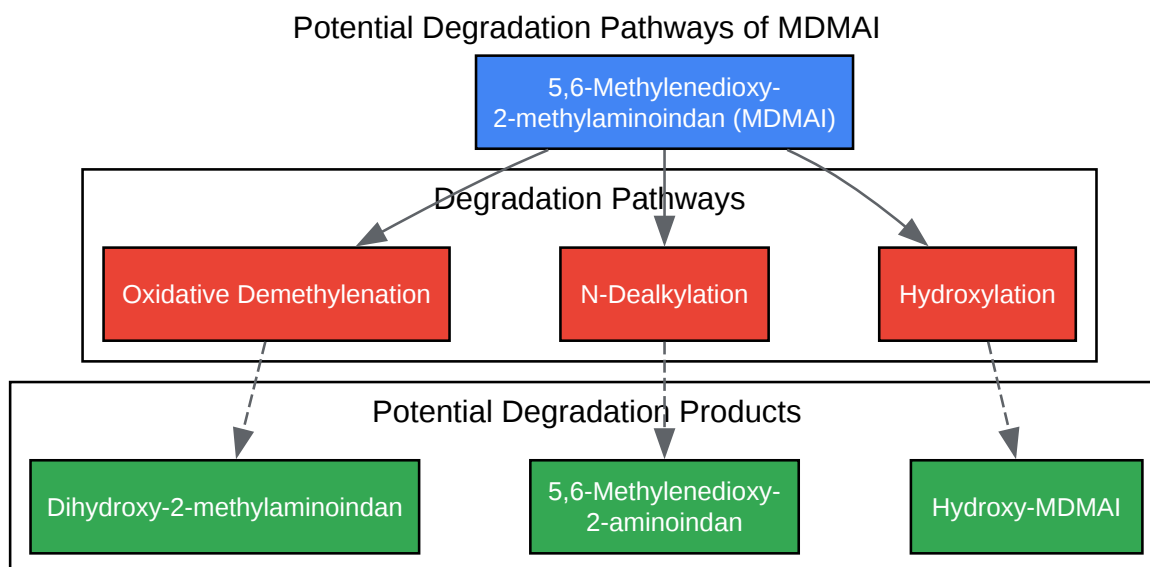 Potential Degradation Pathways of MDMAI
5,6-Methylenedioxy-
2-methylaminoindan (MDMAI)
Degradation Pathways
Oxidative Demethylenation
N-Dealkylation
Hydroxylation
Potential Degradation Products
Dihydroxy-2-methylaminoindan
5,6-Methylenedioxy-
2-aminoindan
Hydroxy-MDMAI